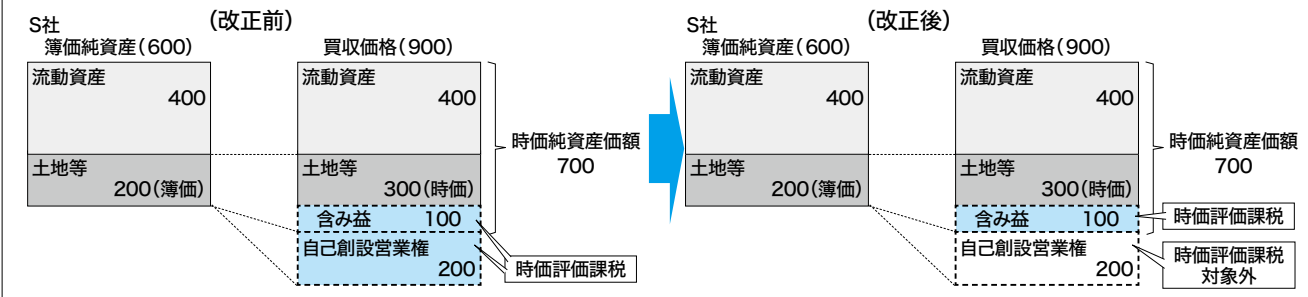 (改正前)
S社
簿価純資産(600)
買収価格(900)
流動資産
400
土地等
200(簿価)
流動資産
400
土地等
300(時価)
含み益 100
自己創設営業権
200
時価純資産価額
700
時価評価課税
(改正後)
S社
簿価純資産(600)
買収価格(900)
流動資産
400
土地等
200(簿価)
流動資産
400
土地等
300(時価)
含み益 100
自己創設営業権
200
時価純資産価額
700
時価評価課税
時価評価課税
対象外